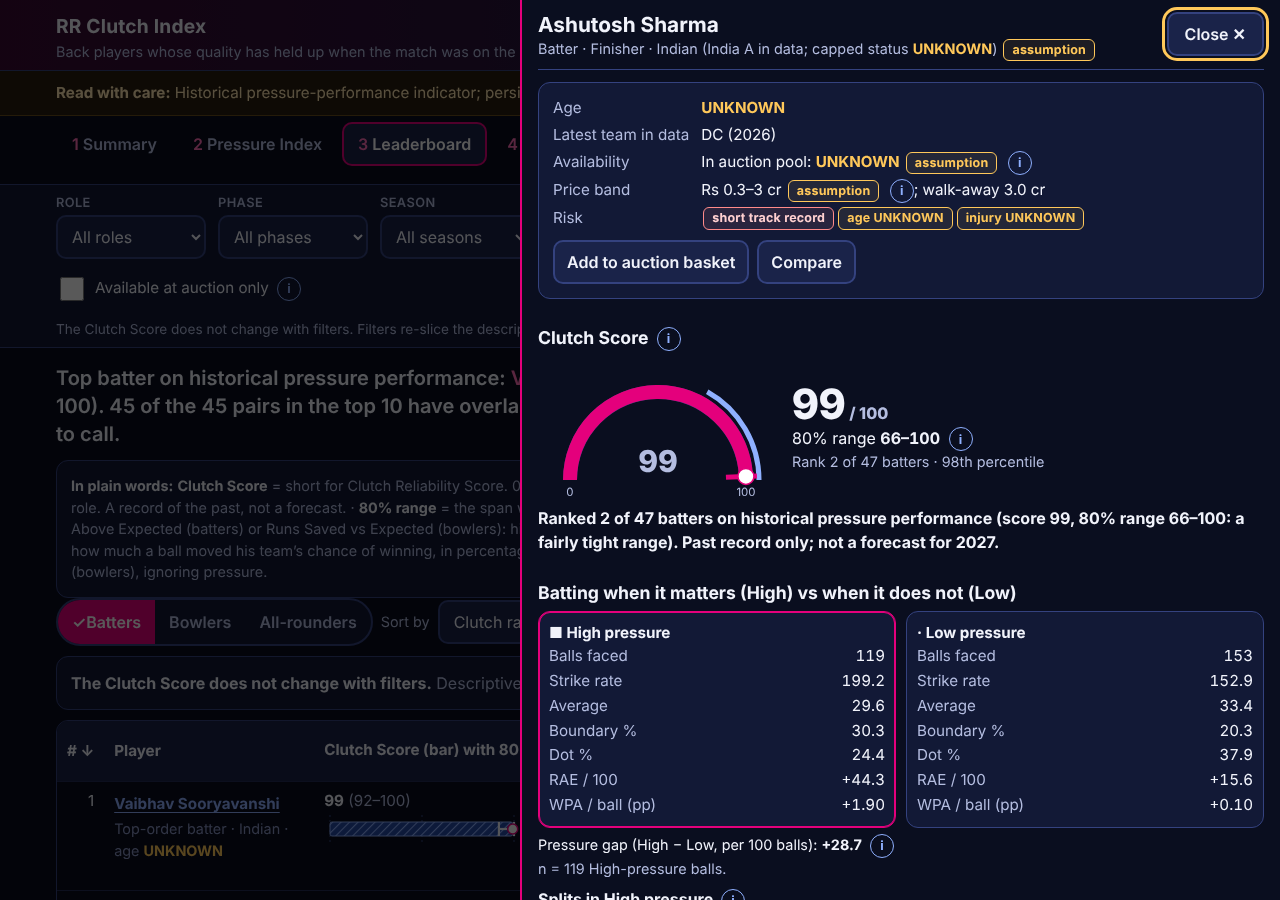 RR Clutch Index
Back players whose quality has held up when the match was on the
Read with care: Historical pressure-performance indicator; persi
1 Summary
2 Pressure Index
3 Leaderboard
4
ROLE
PHASE
SEASON
All roles
All phases
All seasons
Available at auction only i
The Clutch Score does not change with filters. Filters re-slice the descrip
Top batter on historical pressure performance: V
100). 45 of the 45 pairs in the top 10 have overla
to call.
In plain words: Clutch Score = short for Clutch Reliability Score. 0
role. A record of the past, not a forecast. · 80% range = the span
Above Expected (batters) or Runs Saved vs Expected (bowlers): h
how much a ball moved his team's chance of winning, in percentag
(bowlers), ignoring pressure.
✓Batters
Bowlers
All-rounders
Sort by
Clutch ra
The Clutch Score does not change with filters. Descriptive
# ↓
Player
Clutch Score (bar) with 80
1
Vaibhav Sooryavanshi
99 (92–100)
Top-order batter · Indian ·
age UNKNOWN
Ashutosh Sharma
Batter · Finisher · Indian (India A in data; capped status UNKNOWN) assumption
Close ✕
Age UNKNOWN
Latest team in data DC (2026)
Availability In auction pool: UNKNOWN assumption i
Price band Rs 0.3–3 cr assumption i; walk-away 3.0 cr
Risk short track record age UNKNOWN injury UNKNOWN
Add to auction basket
Compare
Clutch Score i
99
0
100
99 / 100
80% range 66–100 i
Rank 2 of 47 batters · 98th percentile
Ranked 2 of 47 batters on historical pressure performance (score 99, 80% range 66–100: a
fairly tight range). Past record only; not a forecast for 2027.
Batting when it matters (High) vs when it does not (Low)
■ High pressure
Balls faced 119
Strike rate 199.2
Average 29.6
Boundary % 30.3
Dot % 24.4
RAE / 100 +44.3
WPA / ball (pp) +1.90
· Low pressure
Balls faced 153
Strike rate 152.9
Average 33.4
Boundary % 20.3
Dot % 37.9
RAE / 100 +15.6
WPA / ball (pp) +0.10
Pressure gap (High − Low, per 100 balls): +28.7 i
n = 119 High-pressure balls.
Splits in High pressure i